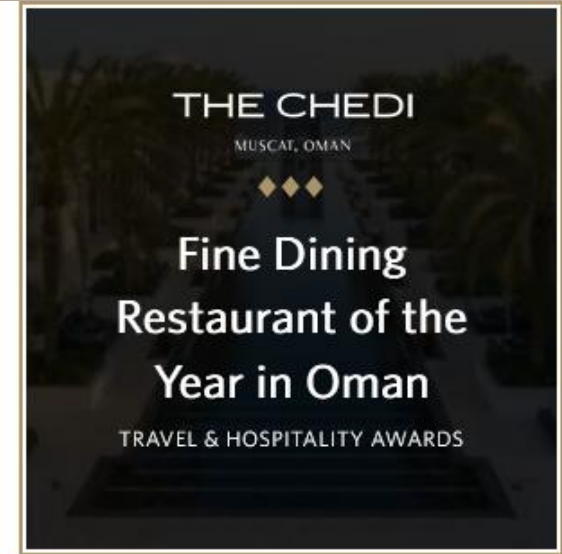 THE CHEDI
MUSCAT, OMAN
Fine Dining
Restaurant of the
Year in Oman
TRAVEL & HOSPITALITY AWARDS